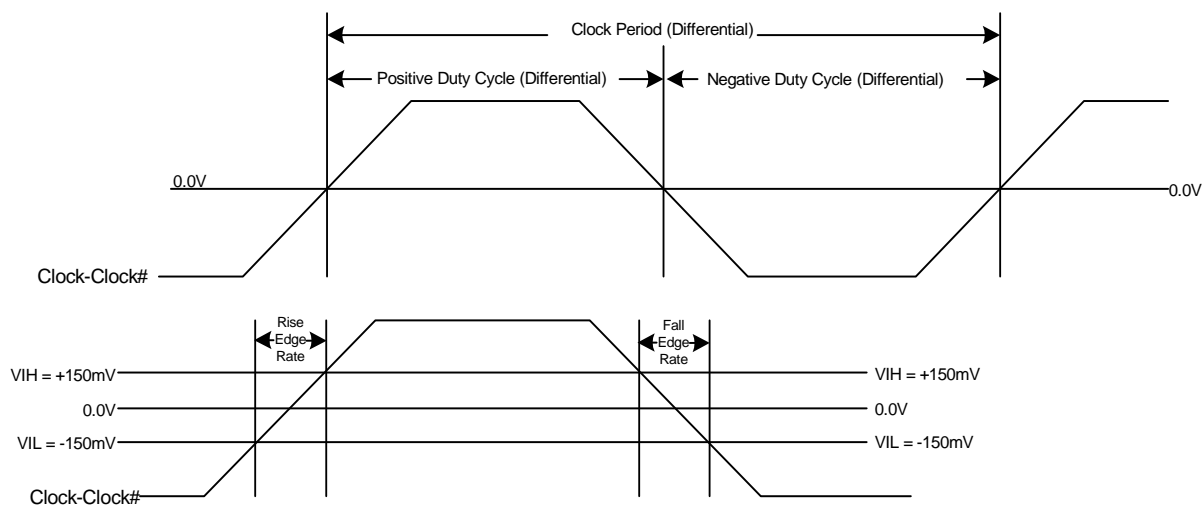 Clock Period (Differential)
Positive Duty Cycle (Differential)
Negative Duty Cycle (Differential)
0.0V
0.0V
Clock-Clock#
Rise
Edge
Rate
Fall
Edge
Rate
VIH = +150mV
VIH = +150mV
0.0V
0.0V
VIL = -150mV
VIL = -150mV
Clock-Clock#